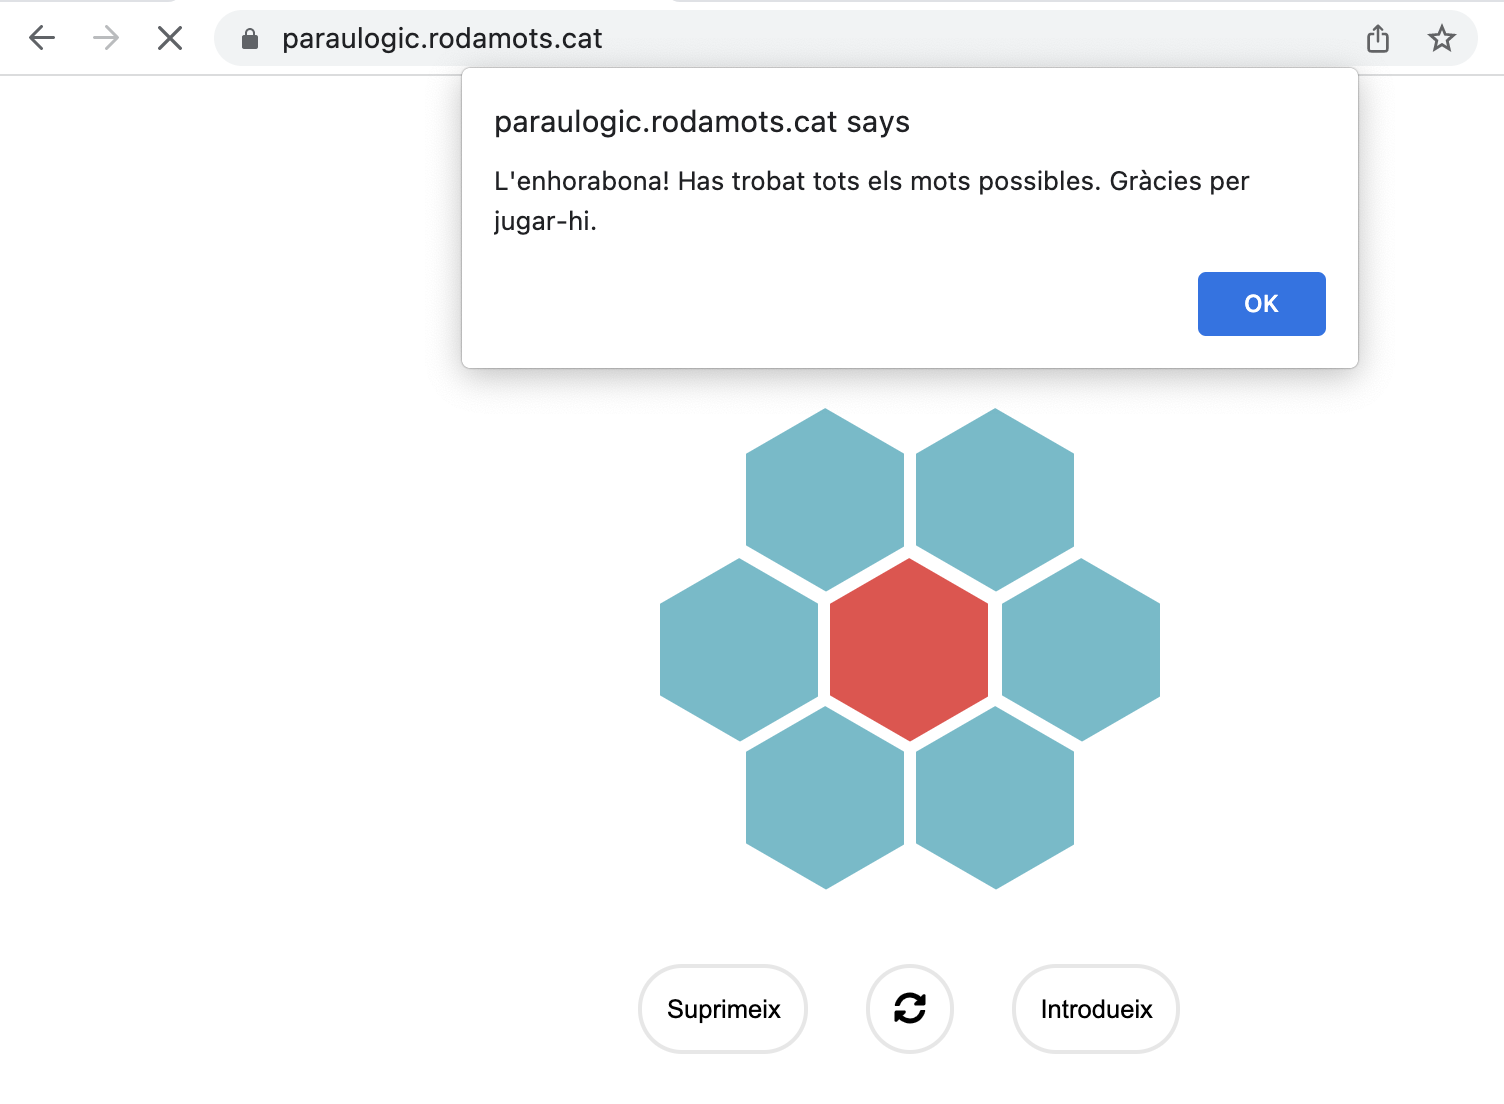 paraulogic.rodamots.cat
paraulogic.rodamots.cat says
L'enhorabona! Has trobat tots els mots possibles. Gràcies per
jugar-hi.
OK
Suprimeix
Introdueix